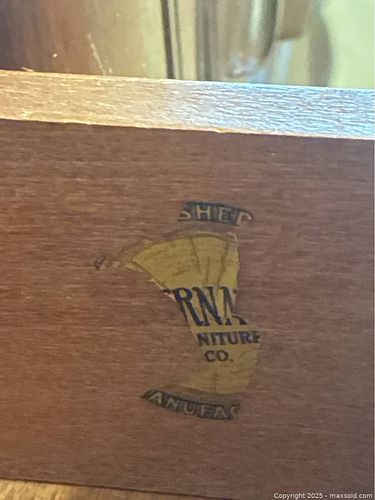 SHED
RNA
NITURE
CO.
ANUFAC
Copyright 2025 - maxsold.com